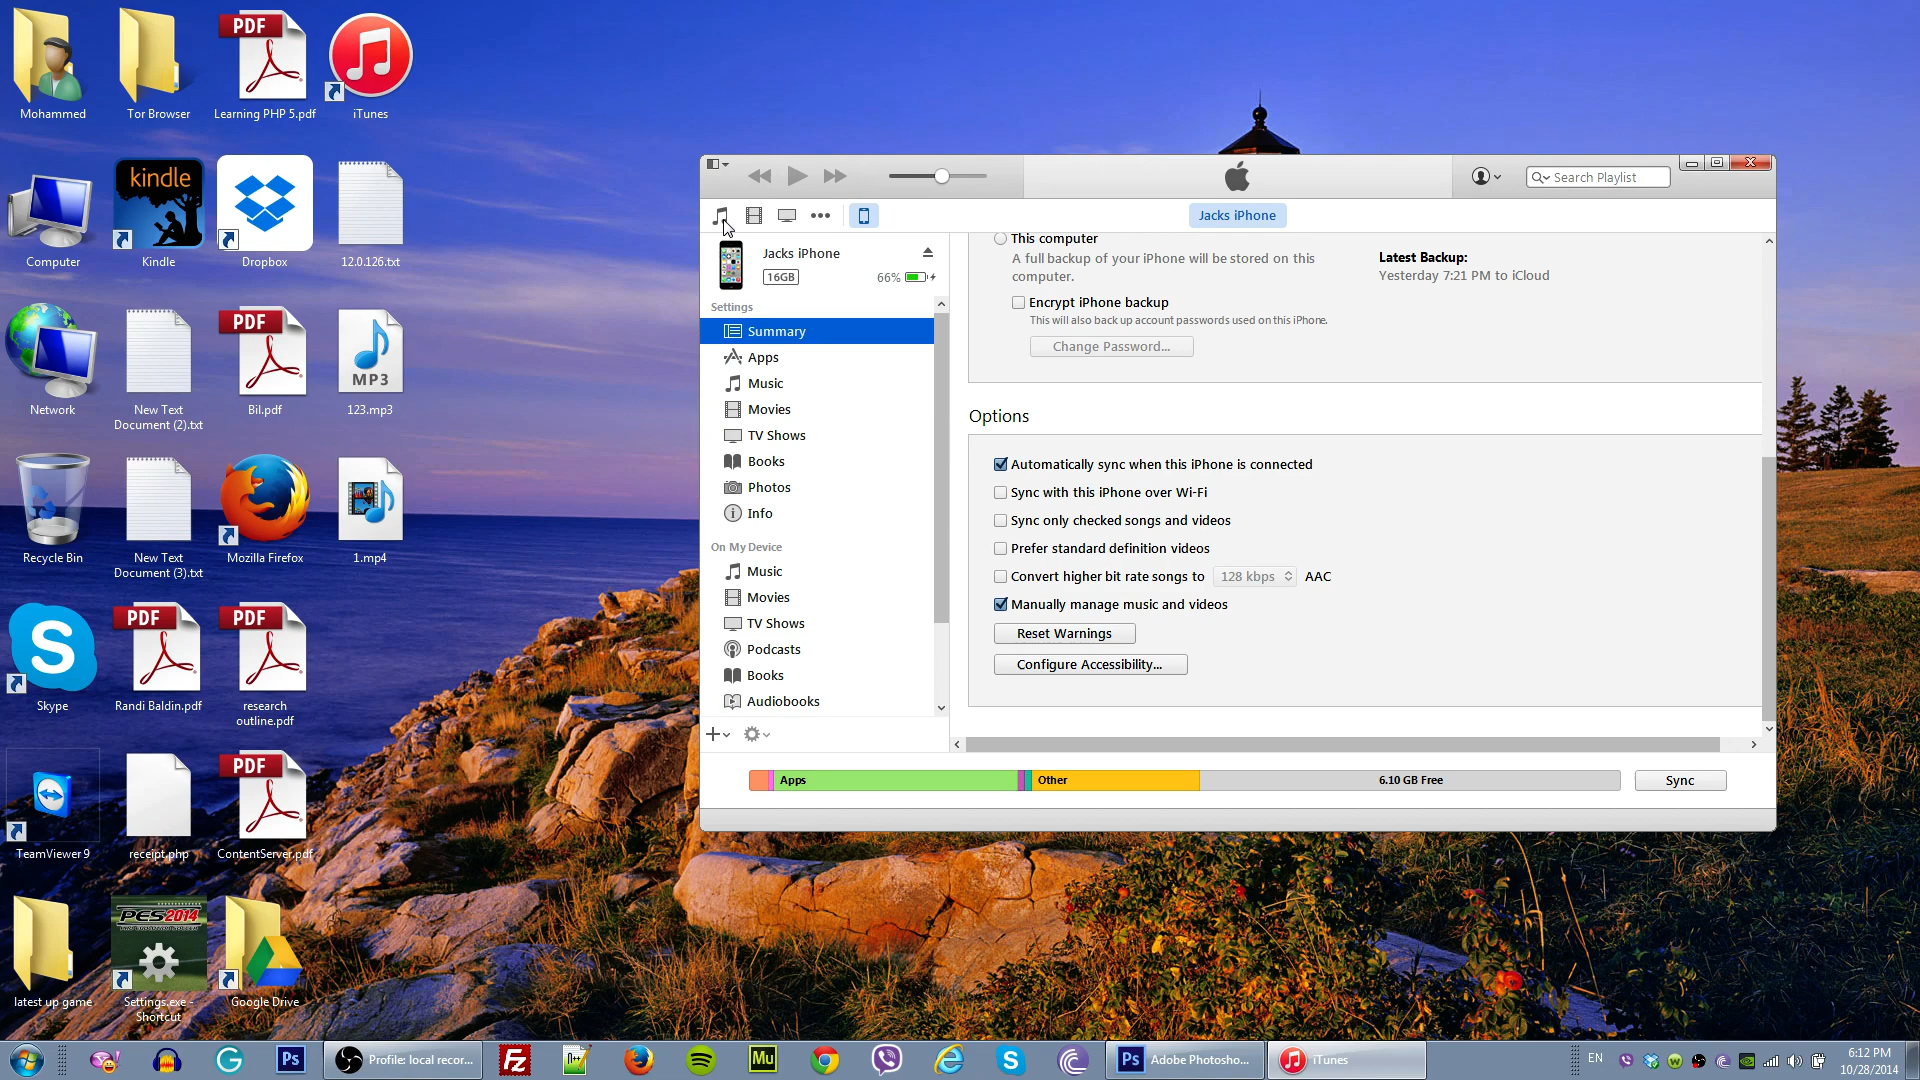 Mohammed
Tor Browser
PDF
Learning PHP 5.pdf
iTunes
Computer
kindle
Kindle
Dropbox
12.0.126.txt
Network
New Text
Document (2).txt
PDF
Bil.pdf
MP3
123.mp3
Recycle Bin
New Text
Document (3).txt
Mozilla Firefox
1.mp4
S
Skype
PDF
Randi Baldin.pdf
PDF
research
outline.pdf
TeamViewer 9
receipt.php
PDF
ContentServer.pdf
latest up game
PES2014
Settings.exe -
Shortcut
Google Drive
Search Playlist
Jacks iPhone
Jacks iPhone
16GB
66%
Settings
Summary
Apps
Music
Movies
TV Shows
Books
Photos
Info
On My Device
Music
Movies
TV Shows
Podcasts
Books
Audiobooks
This computer
A full backup of your iPhone will be stored on this
computer.
Encrypt iPhone backup
This will also back up account passwords used on this iPhone.
Change Password...
Latest Backup:
Yesterday 7:21 PM to iCloud
Options
Automatically sync when this iPhone is connected
Sync with this iPhone over Wi-Fi
Sync only checked songs and videos
Prefer standard definition videos
Convert higher bit rate songs to 128 kbps AAC
Manually manage music and videos
Reset Warnings
Configure Accessibility...
Apps
Other
6.10 GB Free
Sync
Ps
Profile: local recor...
Fz
Mu
S
Ps
Adobe Photosho...
iTunes
EN
6:12 PM
10/28/2014